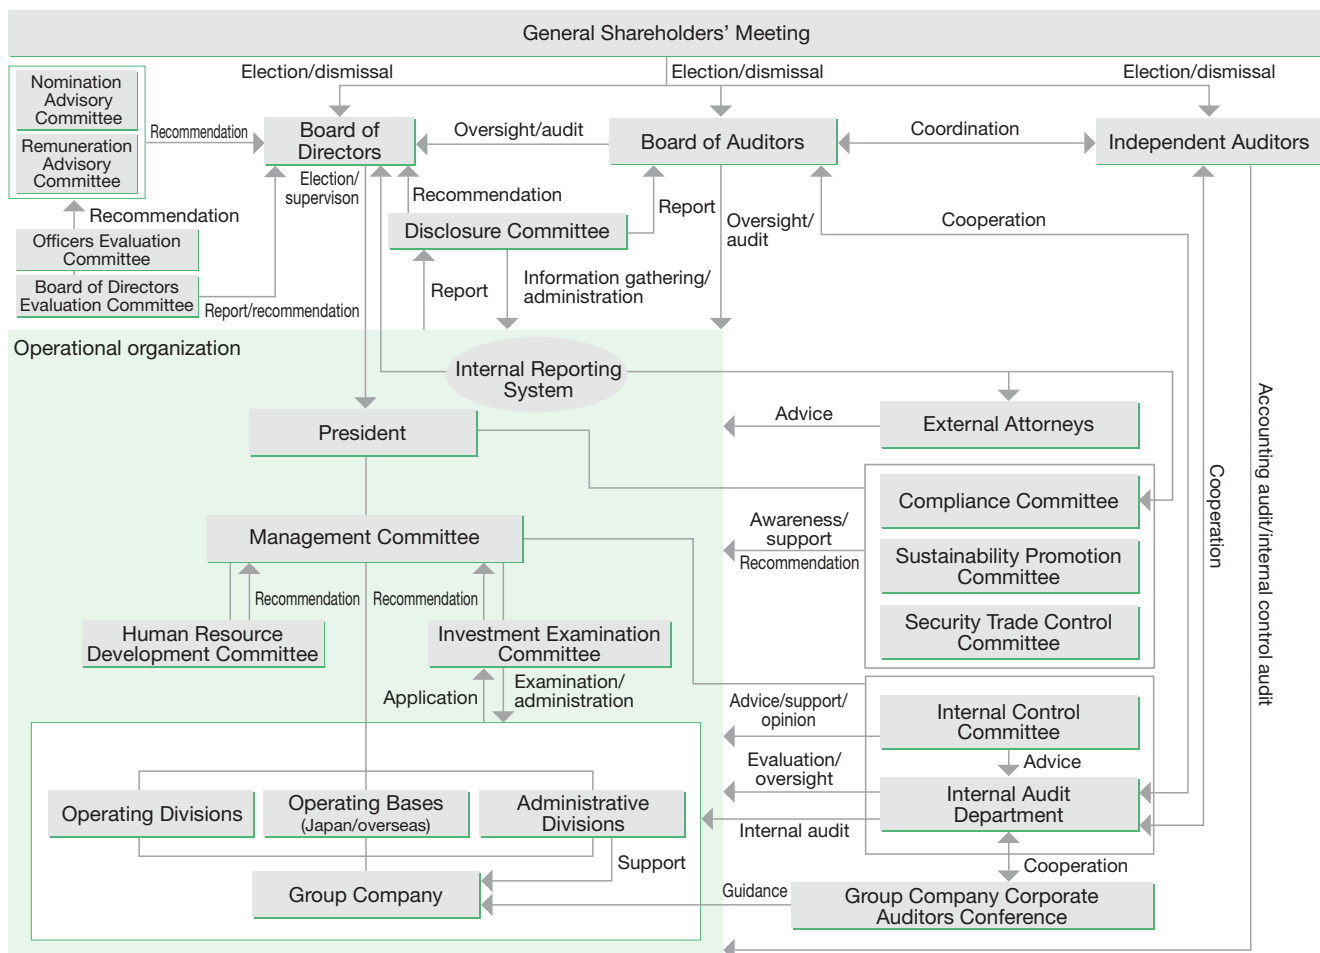 General Shareholders' Meeting
Election/dismissal
Election/dismissal
Election/dismissal
Nomination
Advisory
Committee
Remuneration
Advisory
Committee
Recommendation
Board of
Directors
Oversight/audit
Board of Auditors
Coordination
Independent Auditors
Election/
supervison
Recommendation
Report
Oversight/
audit
Cooperation
Recommendation
Officers Evaluation
Committee
Board of Directors
Evaluation Committee
Report/recommendation
Disclosure Committee
Report
Information gathering/
administration
Operational organization
Internal Reporting
System
President
Advice
External Attorneys
Accounting audit/internal control audit
Cooperation
Compliance Committee
Awareness/
support
Recommendation
Sustainability Promotion
Committee
Security Trade Control
Committee
Management Committee
Recommendation
Recommendation
Human Resource
Development Committee
Investment Examination
Committee
Application
Examination/
administration
Advice/support/
opinion
Internal Control
Committee
Advice
Evaluation/
oversight
Internal Audit
Department
Internal audit
Cooperation
Operating Divisions
Operating Bases
(Japan/overseas)
Administrative
Divisions
Support
Group Company
Guidance
Group Company Corporate
Auditors Conference